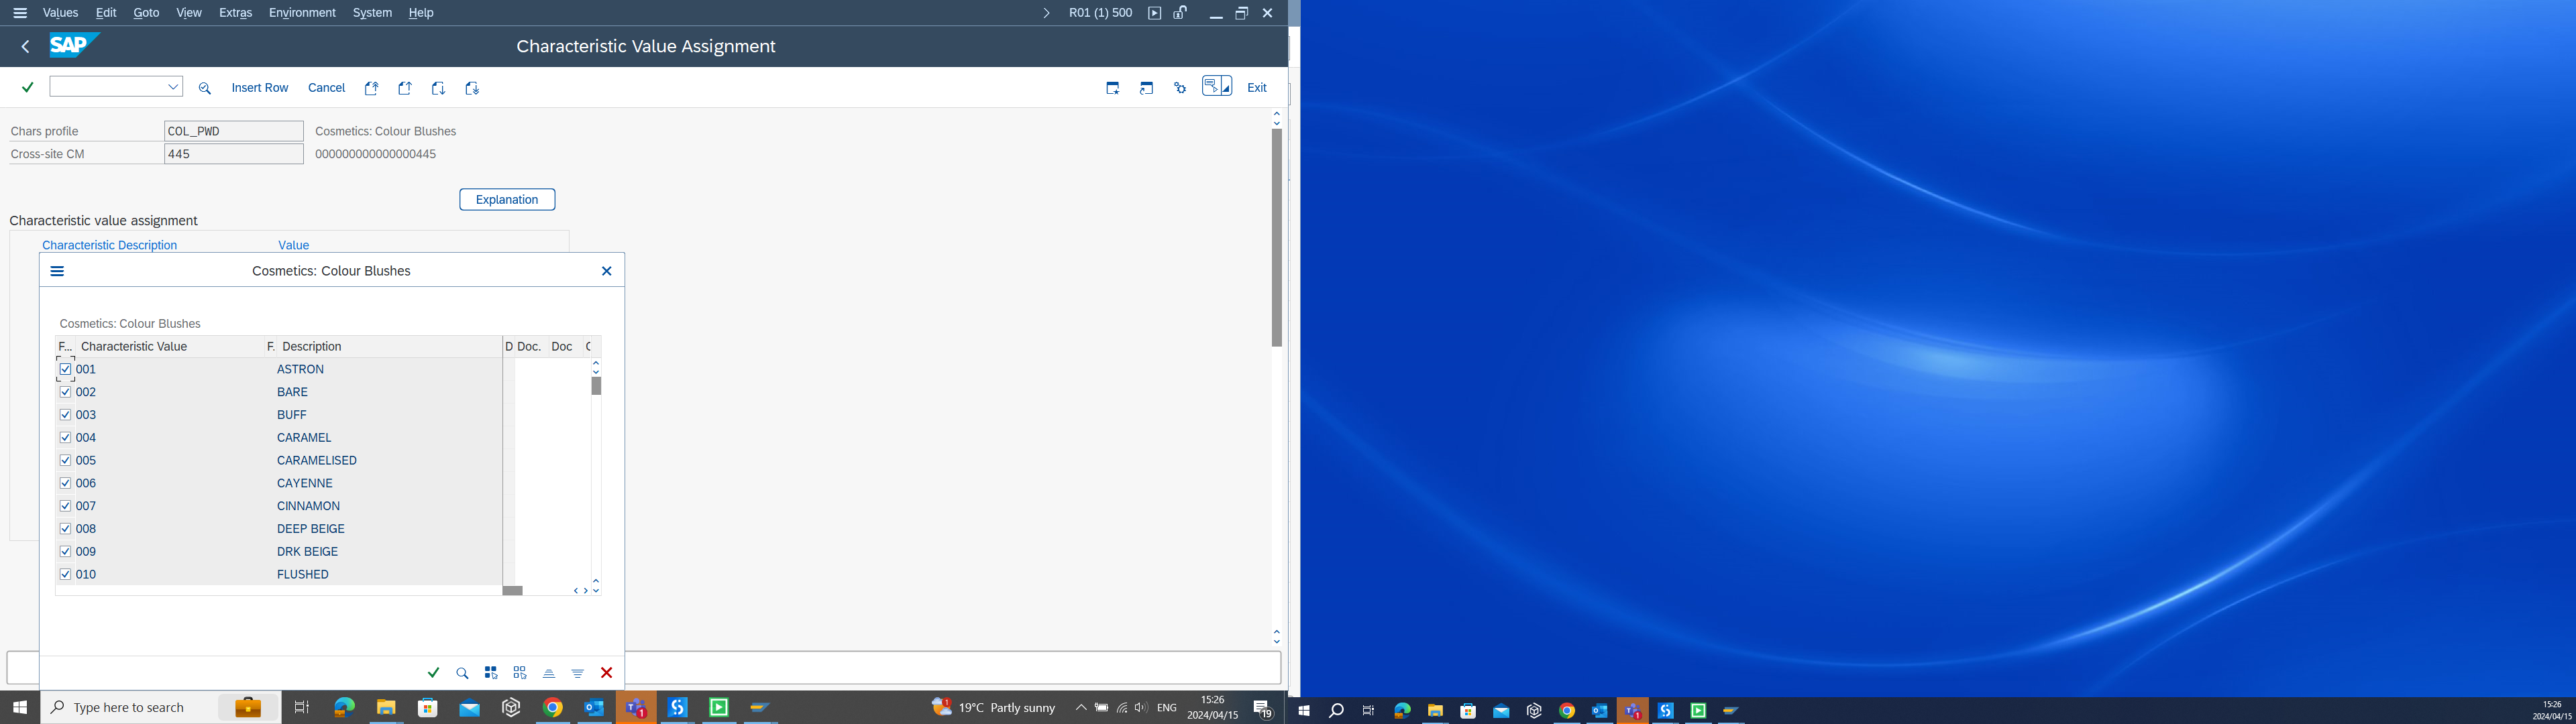 Values Edit Goto View Extras Environment System Help R01 (1) 500
SAP Characteristic Value Assignment
Insert Row Cancel Exit
Chars profile COL_PWD Cosmetics: Colour Blushes
Cross-site CM 445 000000000000000445
Explanation
Characteristic value assignment
Characteristic Description Value
Cosmetics: Colour Blushes
Cosmetics: Colour Blushes
F... Characteristic Value F. Description D Doc. Doc
001 ASTRON
002 BARE
003 BUFF
004 CARAMEL
005 CARAMELISED
006 CAYENNE
007 CINNAMON
008 DEEP BEIGE
009 DRK BEIGE
010 FLUSHED
Type here to search 19°C Partly sunny ENG 15:26 19
2024/04/15
15:26
2024/04/15